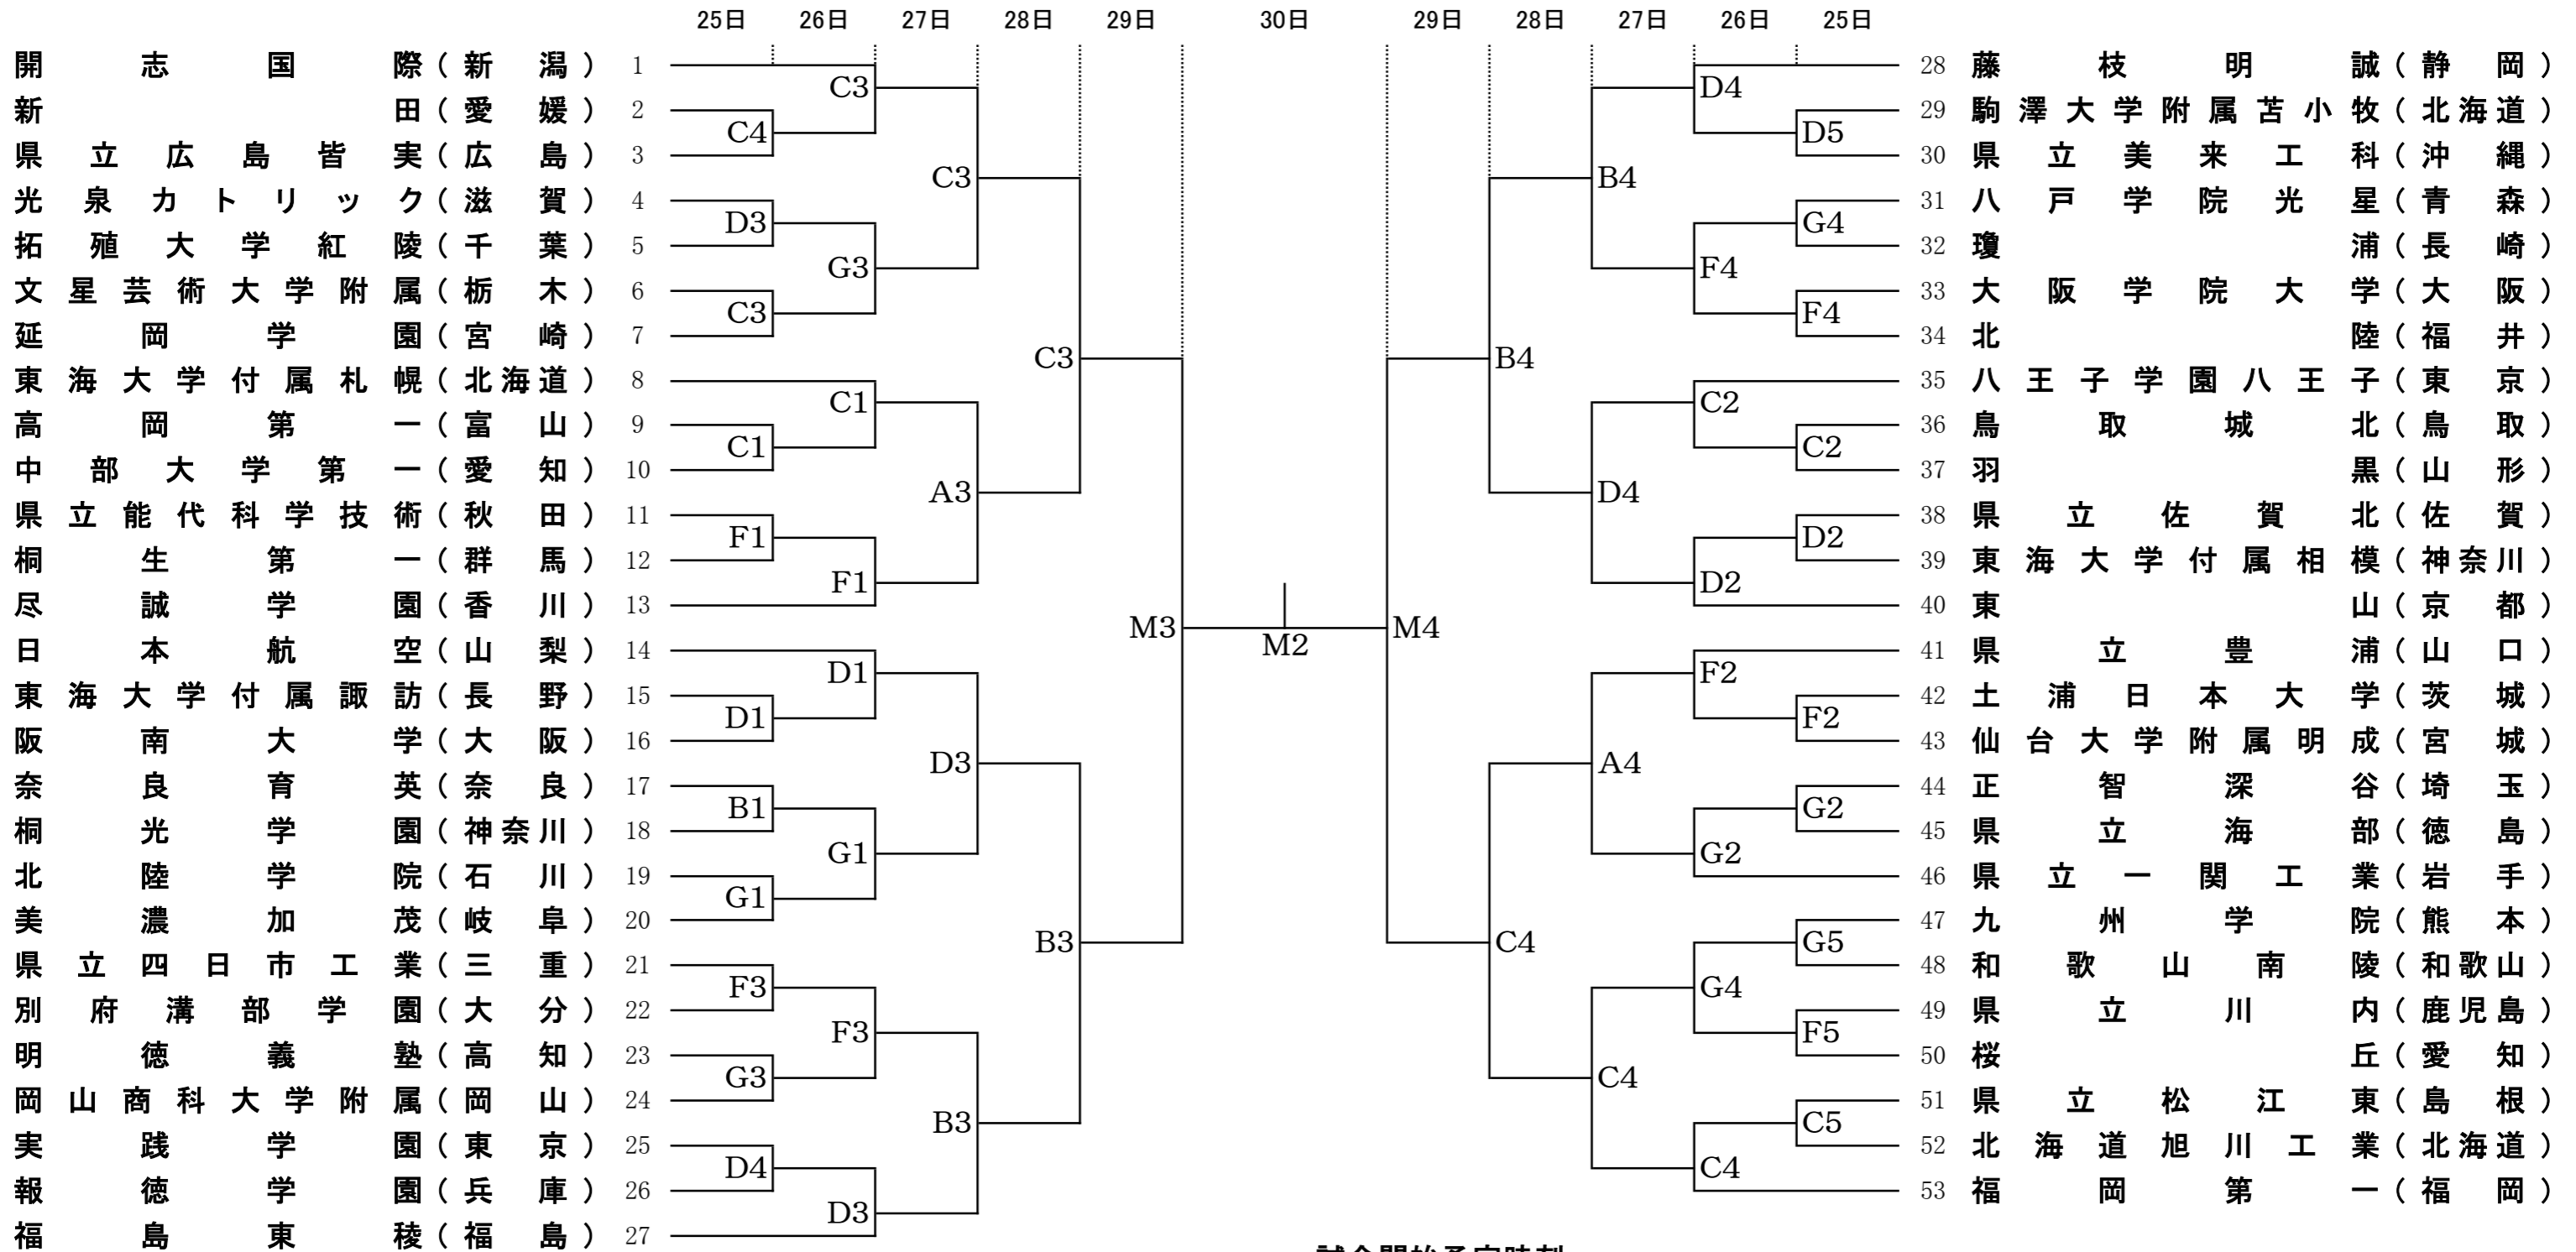 25日 26日 27日 28日 29日 30日 29日 28日 27日 26日 25日
開志国際(新潟) 1 28 藤枝明誠(静岡)
C3 D4
新田(愛媛) 2 29 駒澤大学附属苫小牧(北海道)
C4 D5
県立広島皆実(広島) 3 30 県立美来工科(沖縄)
C3 B4
光泉カトリック(滋賀) 4 31 八戸学院光星(青森)
D3 G4
拓殖大学紅陵(千葉) 5 32 瓊浦(長崎)
G3 F4
文星芸術大学附属(栃木) 6 33 大阪学院大学(大阪)
C3 F4
延岡学園(宮崎) 7 34 北陸(福井)
C3 B4
東海大学付属札幌(北海道) 8 35 八王子学園八王子(東京)
C1 C2
高岡第一(富山) 9 36 鳥取城北(鳥取)
C1 C2
中部大学第一(愛知) 10 37 羽黒(山形)
A3 D4
県立能代科学技術(秋田) 11 38 県立佐賀北(佐賀)
F1 D2
桐生第一(群馬) 12 39 東海大学付属相模(神奈川)
F1 D2
尽誠学園(香川) 13 40 東山(京都)
M3 M2 M4
日本航空(山梨) 14 41 県立豊浦(山口)
D1 F2
東海大学付属諏訪(長野) 15 42 土浦日本大学(茨城)
D1 F2
阪南大学(大阪) 16 43 仙台大学附属明成(宮城)
D3 A4
奈良育英(奈良) 17 44 正智深谷(埼玉)
B1 G2
桐光学園(神奈川) 18 45 県立海部(徳島)
G1 G2
北陸学院(石川) 19 46 県立一関工業(岩手)
G1
美濃加茂(岐阜) 20 47 九州学院(熊本)
B3 C4 G5
県立四日市工業(三重) 21 48 和歌山南陵(和歌山)
F3 G4
別府溝部学園(大分) 22 49 県立川内(鹿児島)
F3 F5
明徳義塾(高知) 23 50 桜丘(愛知)
G3 C4
岡山商科大学附属(岡山) 24 51 県立松江東(島根)
B3 C5
実践学園(東京) 25 52 北海道旭川工業(北海道)
D4 C4
報徳学園(兵庫) 26 53 福岡第一(福岡)
D3
福島東稜(福島) 27